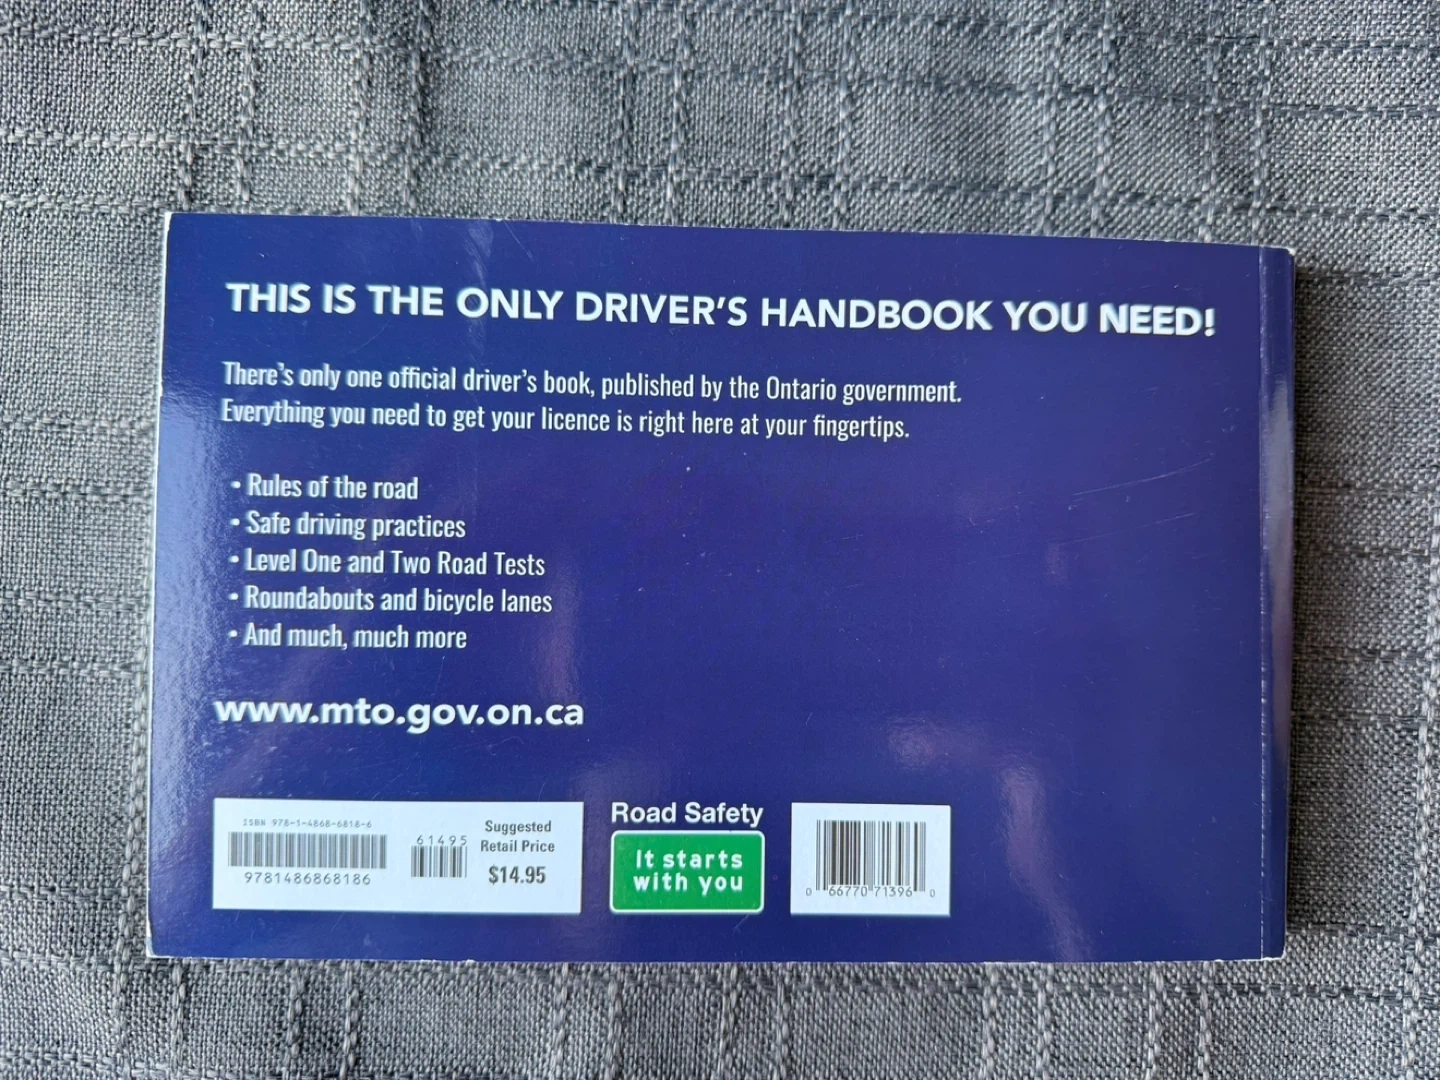 THIS IS THE ONLY DRIVER'S HANDBOOK YOU NEED!
There's only one official driver's book, published by the Ontario government.
Everything you need to get your licence is right here at your fingertips.
• Rules of the road
• Safe driving practices
• Level One and Two Road Tests
• Roundabouts and bicycle lanes
• And much, much more
www.mto.gov.on.ca
ISBN 978-1-4868-6818-6
9781486868186
61495
Suggested
Retail Price
$14.95
Road Safety
It starts
with you
0 66770 71396 0